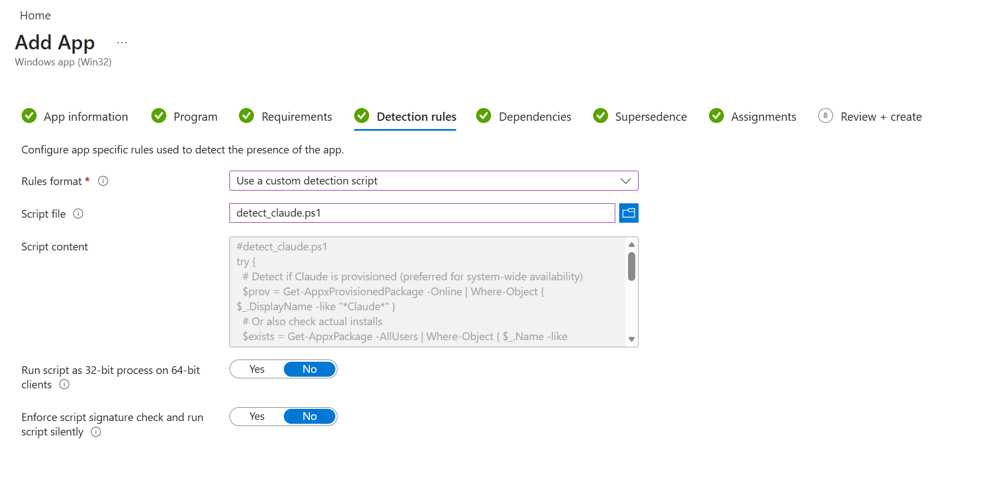 Home
Add App ...
Windows app (Win32)
App information Program Requirements Detection rules Dependencies Supersedence Assignments 8 Review + create
Configure app specific rules used to detect the presence of the app.
Rules format * Use a custom detection script
Script file detect_claude.ps1
Script content
#detect_claude.ps1
try {
# Detect if Claude is provisioned (preferred for system-wide availability)
$prov = Get-AppxProvisionedPackage -Online | Where-Object {
$_.DisplayName -like "*Claude*" }
# Or also check actual installs
$exists = Get-AppxPackage -AllUsers | Where-Object { $_.Name -like
Run script as 32-bit process on 64-bit
clients
Yes No
Enforce script signature check and run
script silently
Yes No